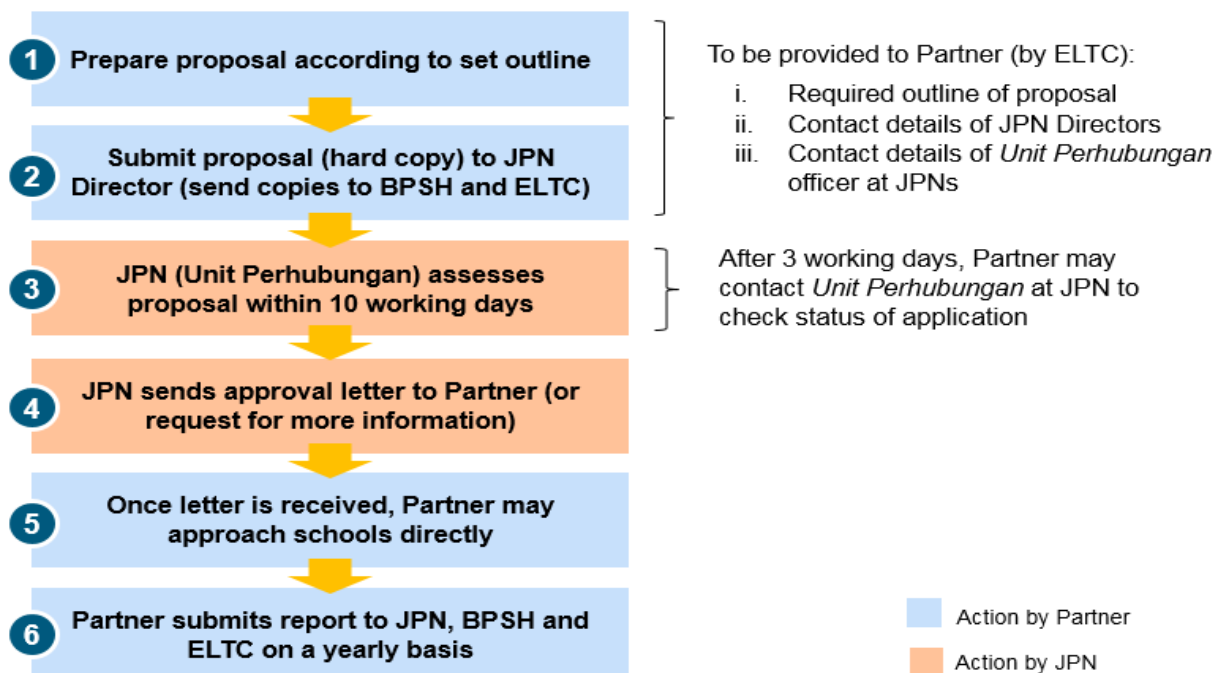 1
Prepare proposal according to set outline
To be provided to Partner (by ELTC):
i. Required outline of proposal
ii. Contact details of JPN Directors
iii. Contact details of Unit Perhubungan
officer at JPNs
2
Submit proposal (hard copy) to JPN
Director (send copies to BPSH and ELTC)
3
JPN (Unit Perhubungan) assesses
proposal within 10 working days
After 3 working days, Partner may
contact Unit Perhubungan at JPN to
check status of application
4
JPN sends approval letter to Partner (or
request for more information)
5
Once letter is received, Partner may
approach schools directly
6
Partner submits report to JPN, BPSH and
ELTC on a yearly basis
Action by Partner
Action by JPN